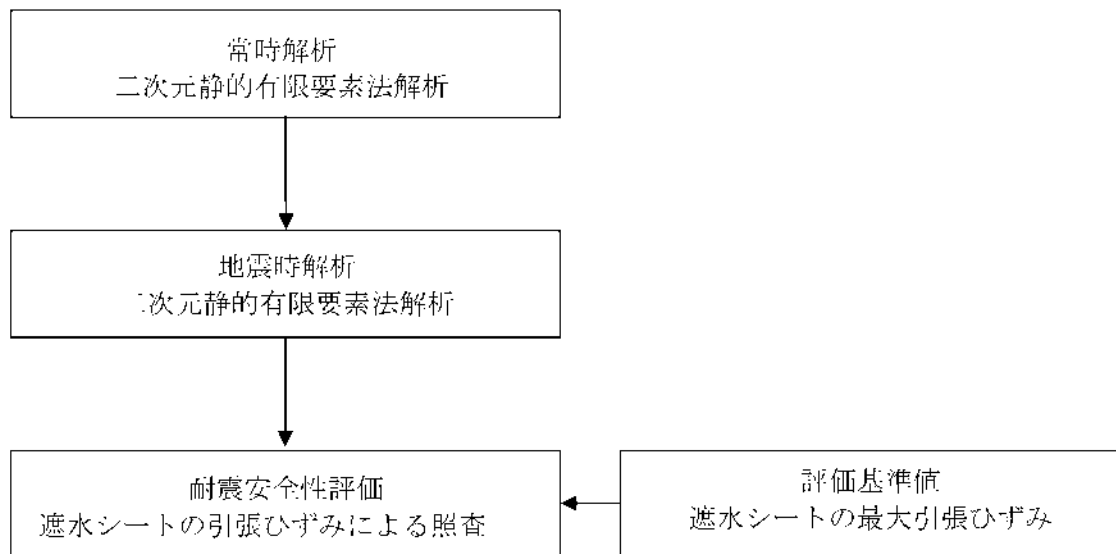 常時解析
二次元静的有限要素法解析
地震時解析
二次元静的有限要素法解析
耐震安全性評価
遮水シートの引張ひずみによる照査
評価基準値
遮水シートの最大引張ひずみ